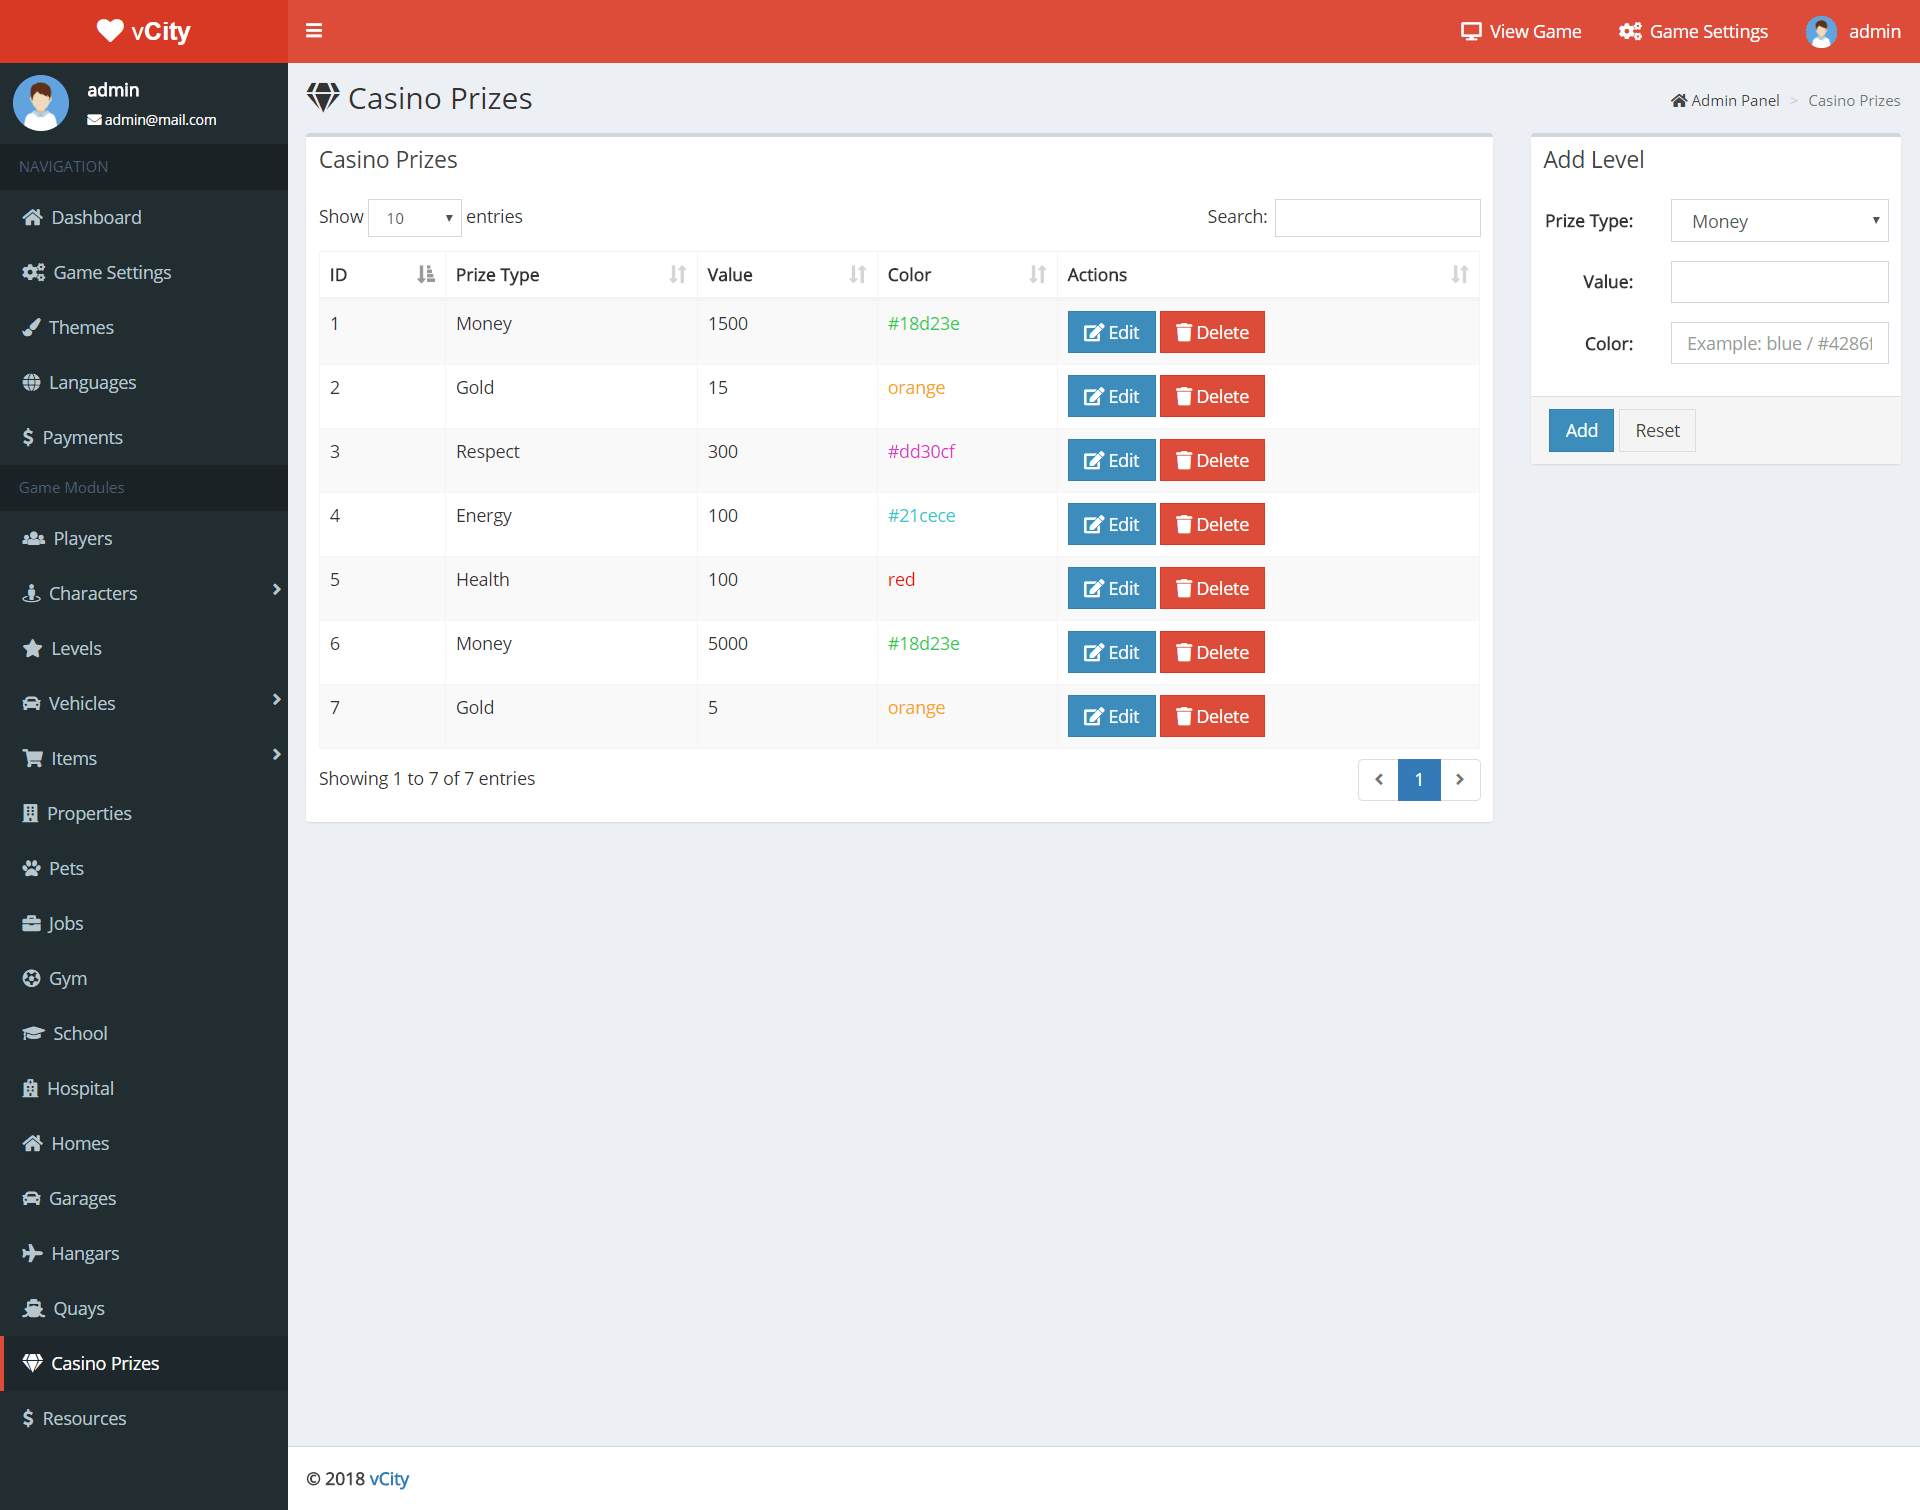 vCity
View Game
Game Settings
admin
admin
admin@mail.com
NAVIGATION
Dashboard
Game Settings
Themes
Languages
$ Payments
Game Modules
Players
Characters
Levels
Vehicles
Items
Properties
Pets
Jobs
Gym
School
Hospital
Homes
Garages
Hangars
Quays
Casino Prizes
$ Resources
Casino Prizes
Admin Panel > Casino Prizes
Casino Prizes
Show 10 entries
Search:
ID Prize Type Value Color Actions
1 Money 1500 #18d23e Edit Delete
2 Gold 15 orange Edit Delete
3 Respect 300 #dd30cf Edit Delete
4 Energy 100 #21cece Edit Delete
5 Health 100 red Edit Delete
6 Money 5000 #18d23e Edit Delete
7 Gold 5 orange Edit Delete
Showing 1 to 7 of 7 entries
1
Add Level
Prize Type: Money
Value:
Color: Example: blue / #4286f
Add Reset
© 2018 vCity